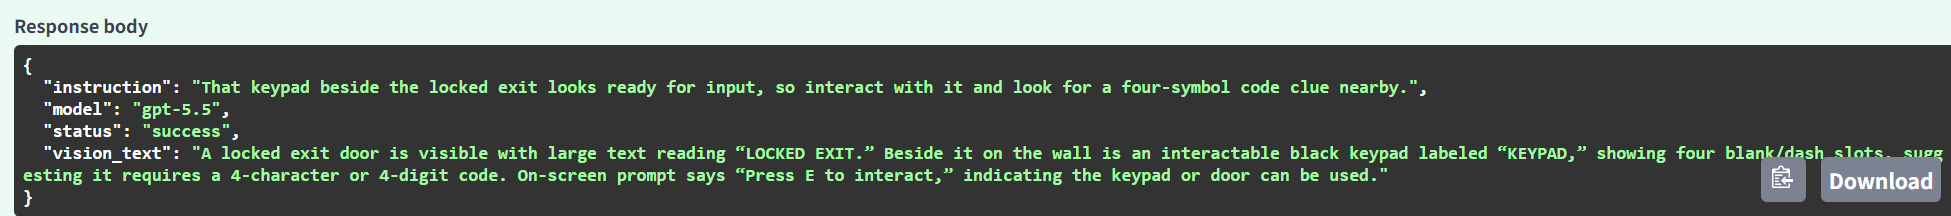 Response body
{
"instruction": "That keypad beside the locked exit looks ready for input, so interact with it and look for a four-symbol code clue nearby.",
"model": "gpt-5.5",
"status": "success",
"vision_text": "A locked exit door is visible with large text reading “LOCKED EXIT.” Beside it on the wall is an interactable black keypad labeled “KEYPAD,” showing four blank/dash slots, sugg
esting it requires a 4-character or 4-digit code. On-screen prompt says “Press E to interact,” indicating the keypad or door can be used."
}
Download